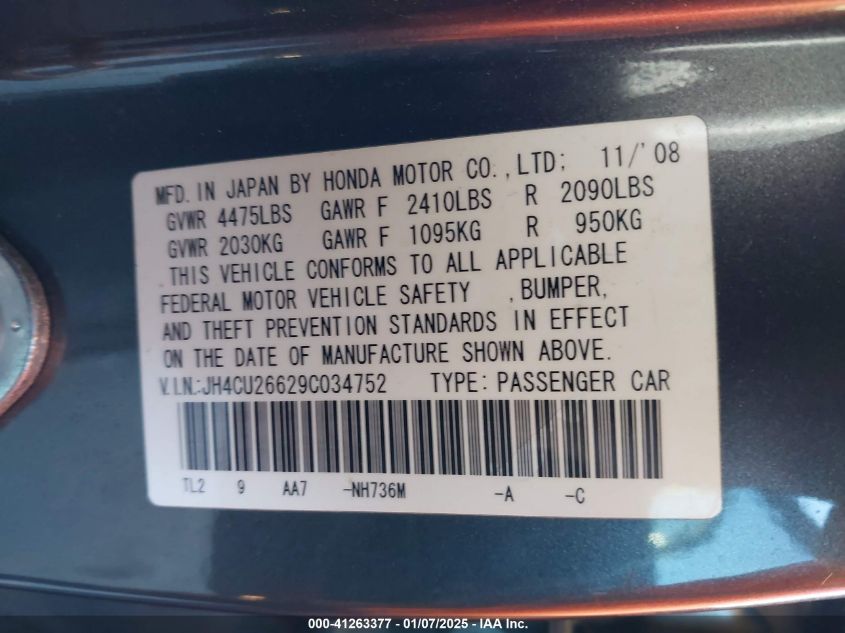 MFD. IN JAPAN BY HONDA MOTOR CO., LTD; 11/'08
GVWR 4475LBS GAWR F 2410LBS R 2090LBS
GVWR 2030KG GAWR F 1095KG R 950KG
THIS VEHICLE CONFORMS TO ALL APPLICABLE
FEDERAL MOTOR VEHICLE SAFETY , BUMPER,
AND THEFT PREVENTION STANDARDS IN EFFECT
ON THE DATE OF MANUFACTURE SHOWN ABOVE.
V.I.N.:JH4CU26629C034752 TYPE: PASSENGER CAR
TL2 9 AA7 -NH736M -A -C
000-41263377 | 01/07/2025 - IAA Inc.